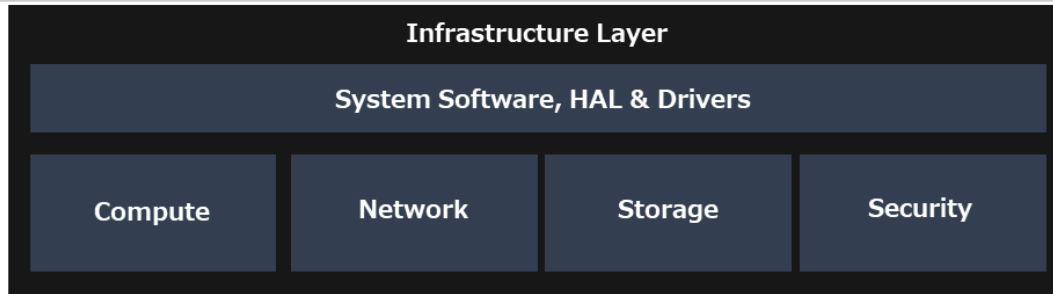 Infrastructure Layer
System Software, HAL & Drivers
Compute
Network
Storage
Security